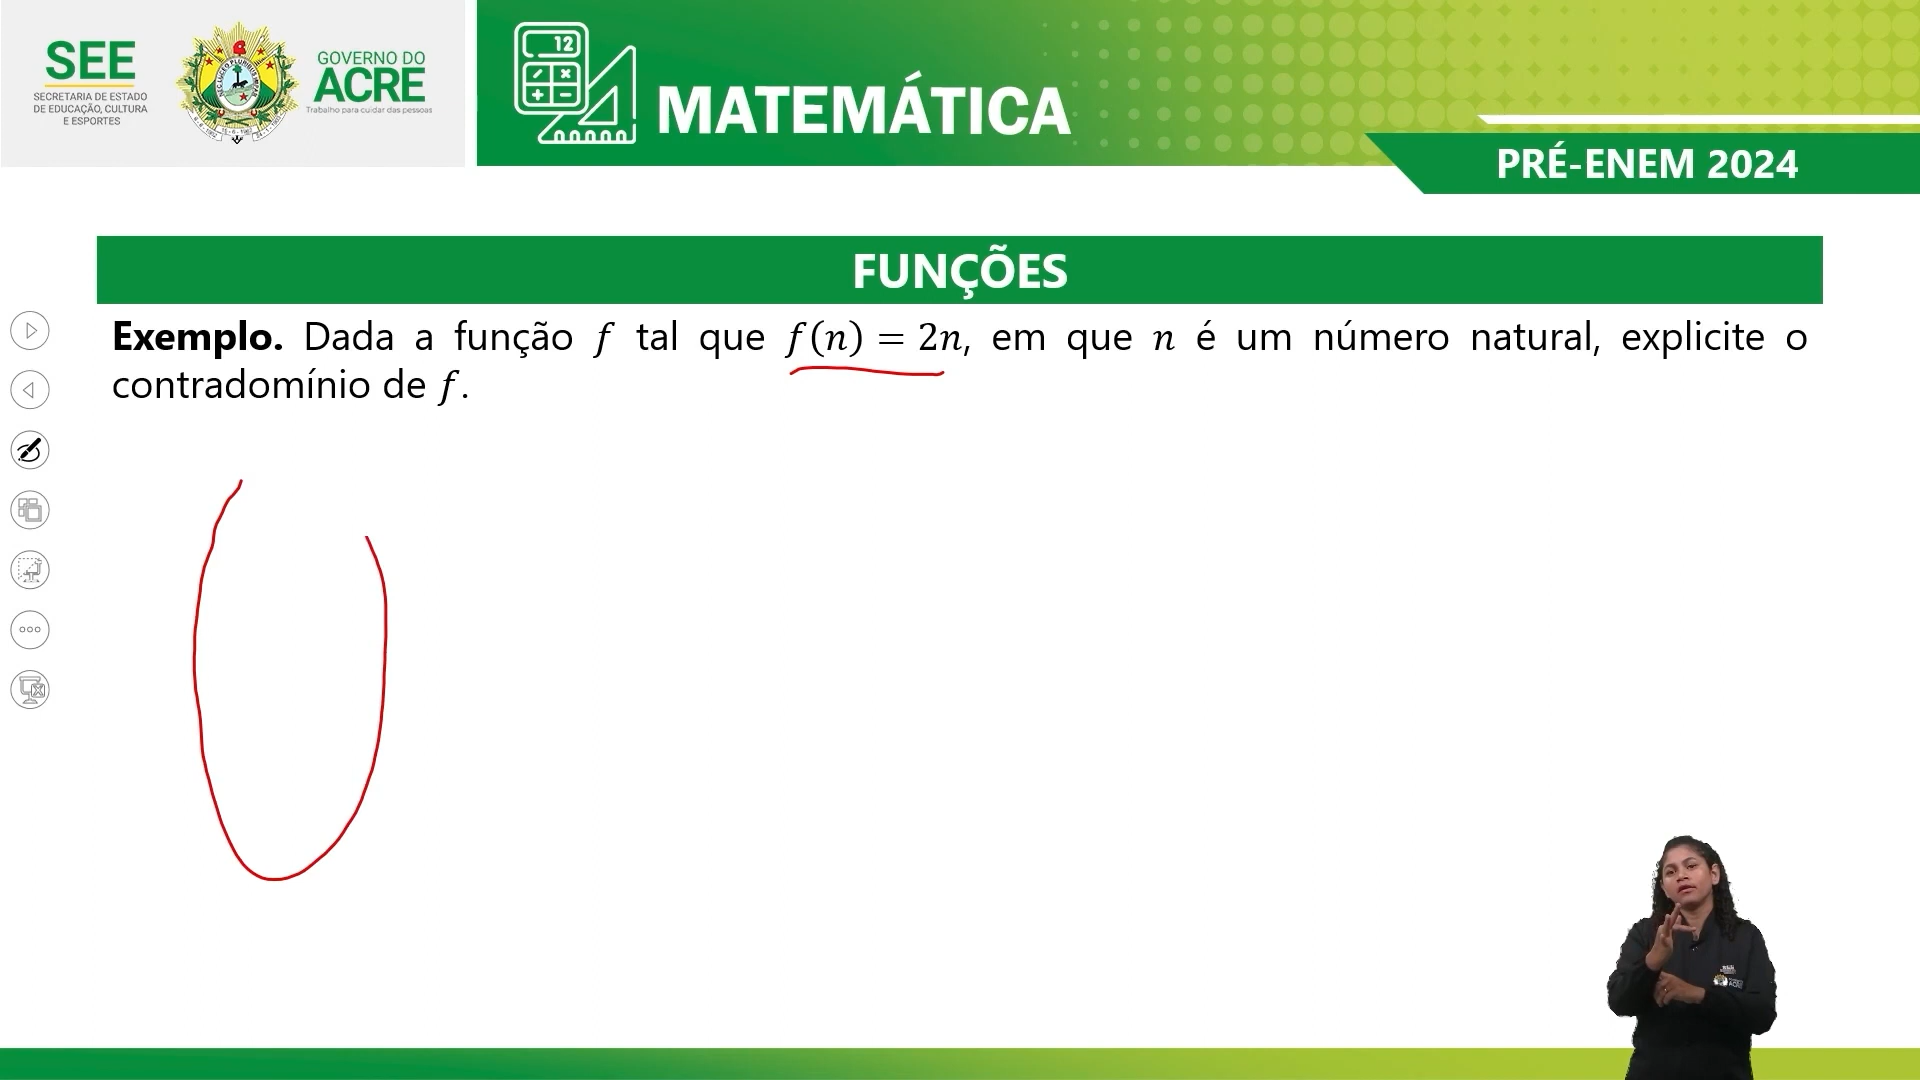 SEE
SECRETARIA DE ESTADO
DE EDUCAÇÃO, CULTURA
E ESPORTES
GOVERNO DO
ACRE
Trabalho para cuidar das pessoas
12
MATEMÁTICA
PRÉ-ENEM 2024
FUNÇÕES
Exemplo. Dada a função f tal que f(n) = 2n, em que n é um número natural, explicite o
contradomínio de f.